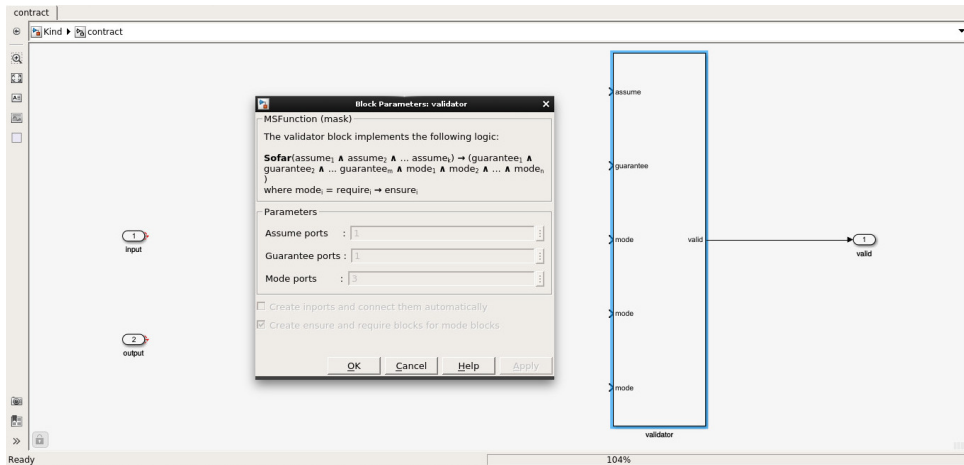 contract
Kind ▶ contract
Block Parameters: validator
MSFunction (mask)
The validator block implements the following logic:
Sofar(assume₁ ∧ assume₂ ∧ ... assumeₖ) → (guarantee₁ ∧
guarantee₂ ∧ ... guaranteeₘ ∧ mode₁ ∧ mode₂ ∧ ... ∧ modeₙ
)
where modeᵢ = requireᵢ → ensureᵢ
Parameters
Assume ports : 1
Guarantee ports : 1
Mode ports : 3
Create inports and connect them automatically
Create ensure and require blocks for mode blocks
OK Cancel Help Apply
1
input
2
output
assume
guarantee
mode valid
mode
mode
validator
1
valid
Ready 104%